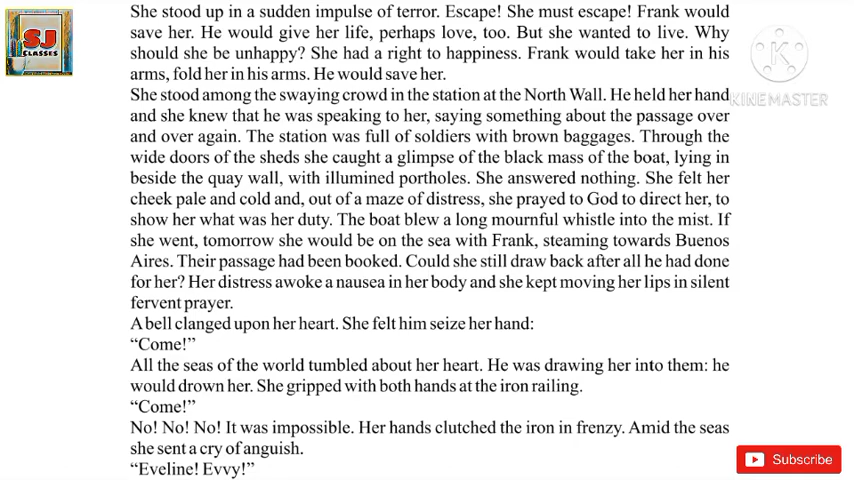 SJ
CLASSES
KINEMASTER
She stood up in a sudden impulse of terror. Escape! She must escape! Frank would
save her. He would give her life, perhaps love, too. But she wanted to live. Why
should she be unhappy? She had a right to happiness. Frank would take her in his
arms, fold her in his arms. He would save her.
She stood among the swaying crowd in the station at the North Wall. He held her hand
and she knew that he was speaking to her, saying something about the passage over
and over again. The station was full of soldiers with brown baggages. Through the
wide doors of the sheds she caught a glimpse of the black mass of the boat, lying in
beside the quay wall, with illumined portholes. She answered nothing. She felt her
cheek pale and cold and, out of a maze of distress, she prayed to God to direct her, to
show her what was her duty. The boat blew a long mournful whistle into the mist. If
she went, tomorrow she would be on the sea with Frank, steaming towards Buenos
Aires. Their passage had been booked. Could she still draw back after all he had done
for her? Her distress awoke a nausea in her body and she kept moving her lips in silent
fervent prayer.
A bell clanged upon her heart. She felt him seize her hand:
“Come!”
All the seas of the world tumbled about her heart. He was drawing her into them: he
would drown her. She gripped with both hands at the iron railing.
“Come!”
No! No! No! It was impossible. Her hands clutched the iron in frenzy. Amid the seas
she sent a cry of anguish.
“Eveline! Evvy!”
Subscribe